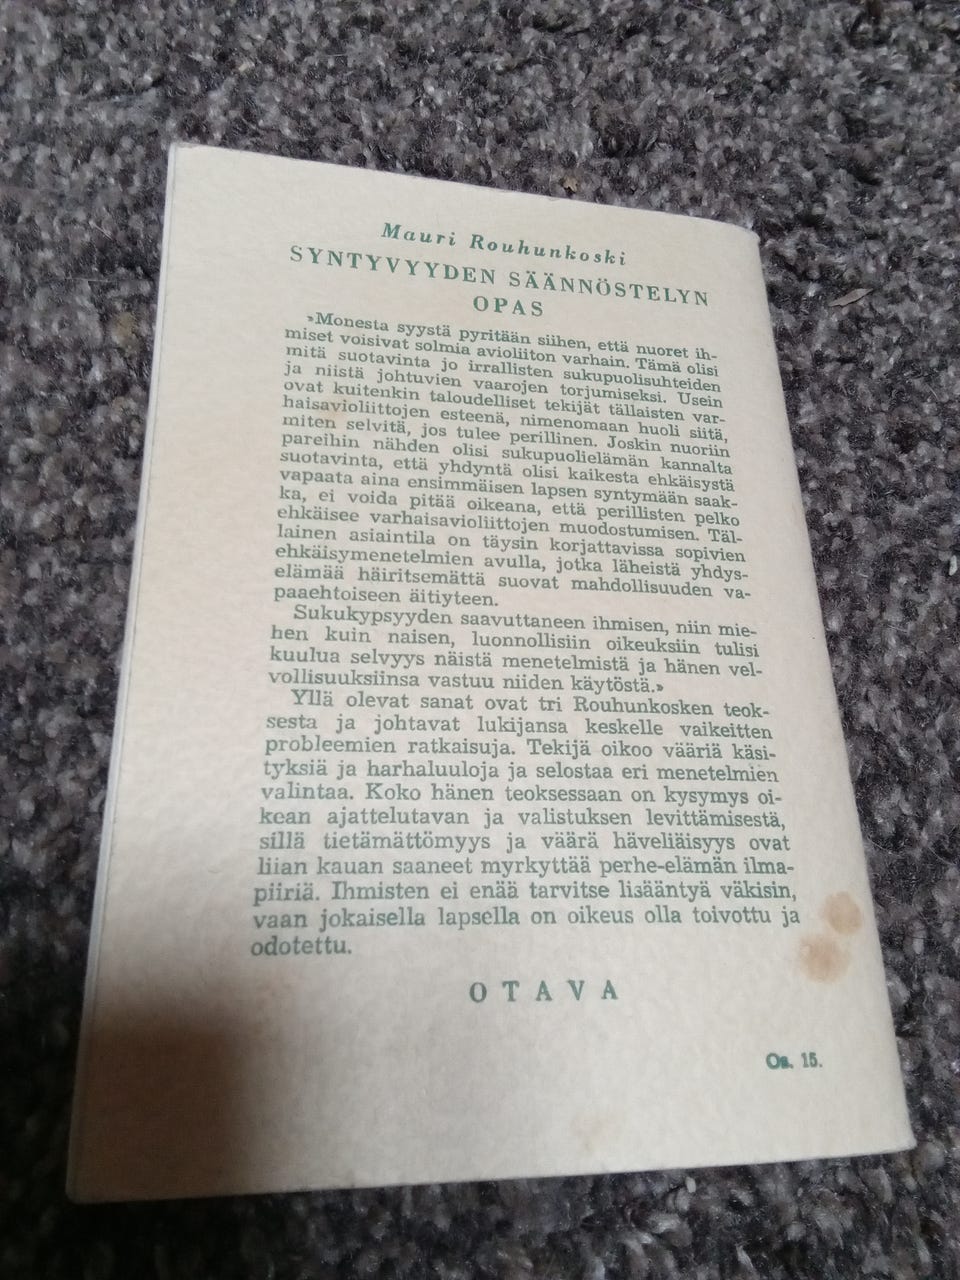 Mauri Rouhunkoski
SYNTYVYYDEN SÄÄNNÖSTELYN
OPAS
»Monesta syystä pyritään siihen, että nuoret ih-
miset voisivat solmia avioliiton varhain. Tämä olisi
mitä suotavinta jo irrallisten sukupuolisuhteiden
ja niistä johtuvien vaarojen torjumiseksi. Usein
ovat kuitenkin taloudelliset tekijät tällaisten var-
haisavioliittojen esteenä, nimenomaan huoli siitä,
miten selvitä, jos tulee perillinen. Joskin nuoriin
pareihin nähden olisi sukupuolielämän kannalta
suotavinta, että yhdyntä olisi kaikesta ehkäisystä
vapaata aina ensimmäisen lapsen syntymään saak-
ka, ei voida pitää oikeana, että perillisten pelko
ehkäisee varhaisavioliittojen muodostumisen. Täl-
lainen asiaintila on täysin korjattavissa sopivien
ehkäisymenetelmien avulla, jotka läheistä yhdys-
elämää häiritsemättä suovat mahdollisuuden va-
paaehtoiseen äitiyteen.
Sukukypsyyden saavuttaneen ihmisen, niin mie-
hen kuin naisen, luonnollisiin oikeuksiin tulisi
kuulua selvyys näistä menetelmistä ja hänen vel-
vollisuuksiinsa vastuu niiden käytöstä.»
Yllä olevat sanat ovat tri Rouhunkosken teok-
sesta ja johtavat lukijansa keskelle vaikeitten
probleemien ratkaisuja. Tekijä oikoo vääriä käsi-
tyksiä ja harhaluuloja ja selostaa eri menetelmien
valintaa. Koko hänen teoksessaan on kysymys oi-
kean ajattelutavan ja valistuksen levittämisestä,
sillä tietämättömyys ja väärä häveliäisyys ovat
liian kauan saaneet myrkyttää perhe-elämän ilma-
piiriä. Ihmisten ei enää tarvitse lisääntyä väkisin,
vaan jokaisella lapsella on oikeus olla toivottu ja
odotettu.
OTAVA
Os. 15.